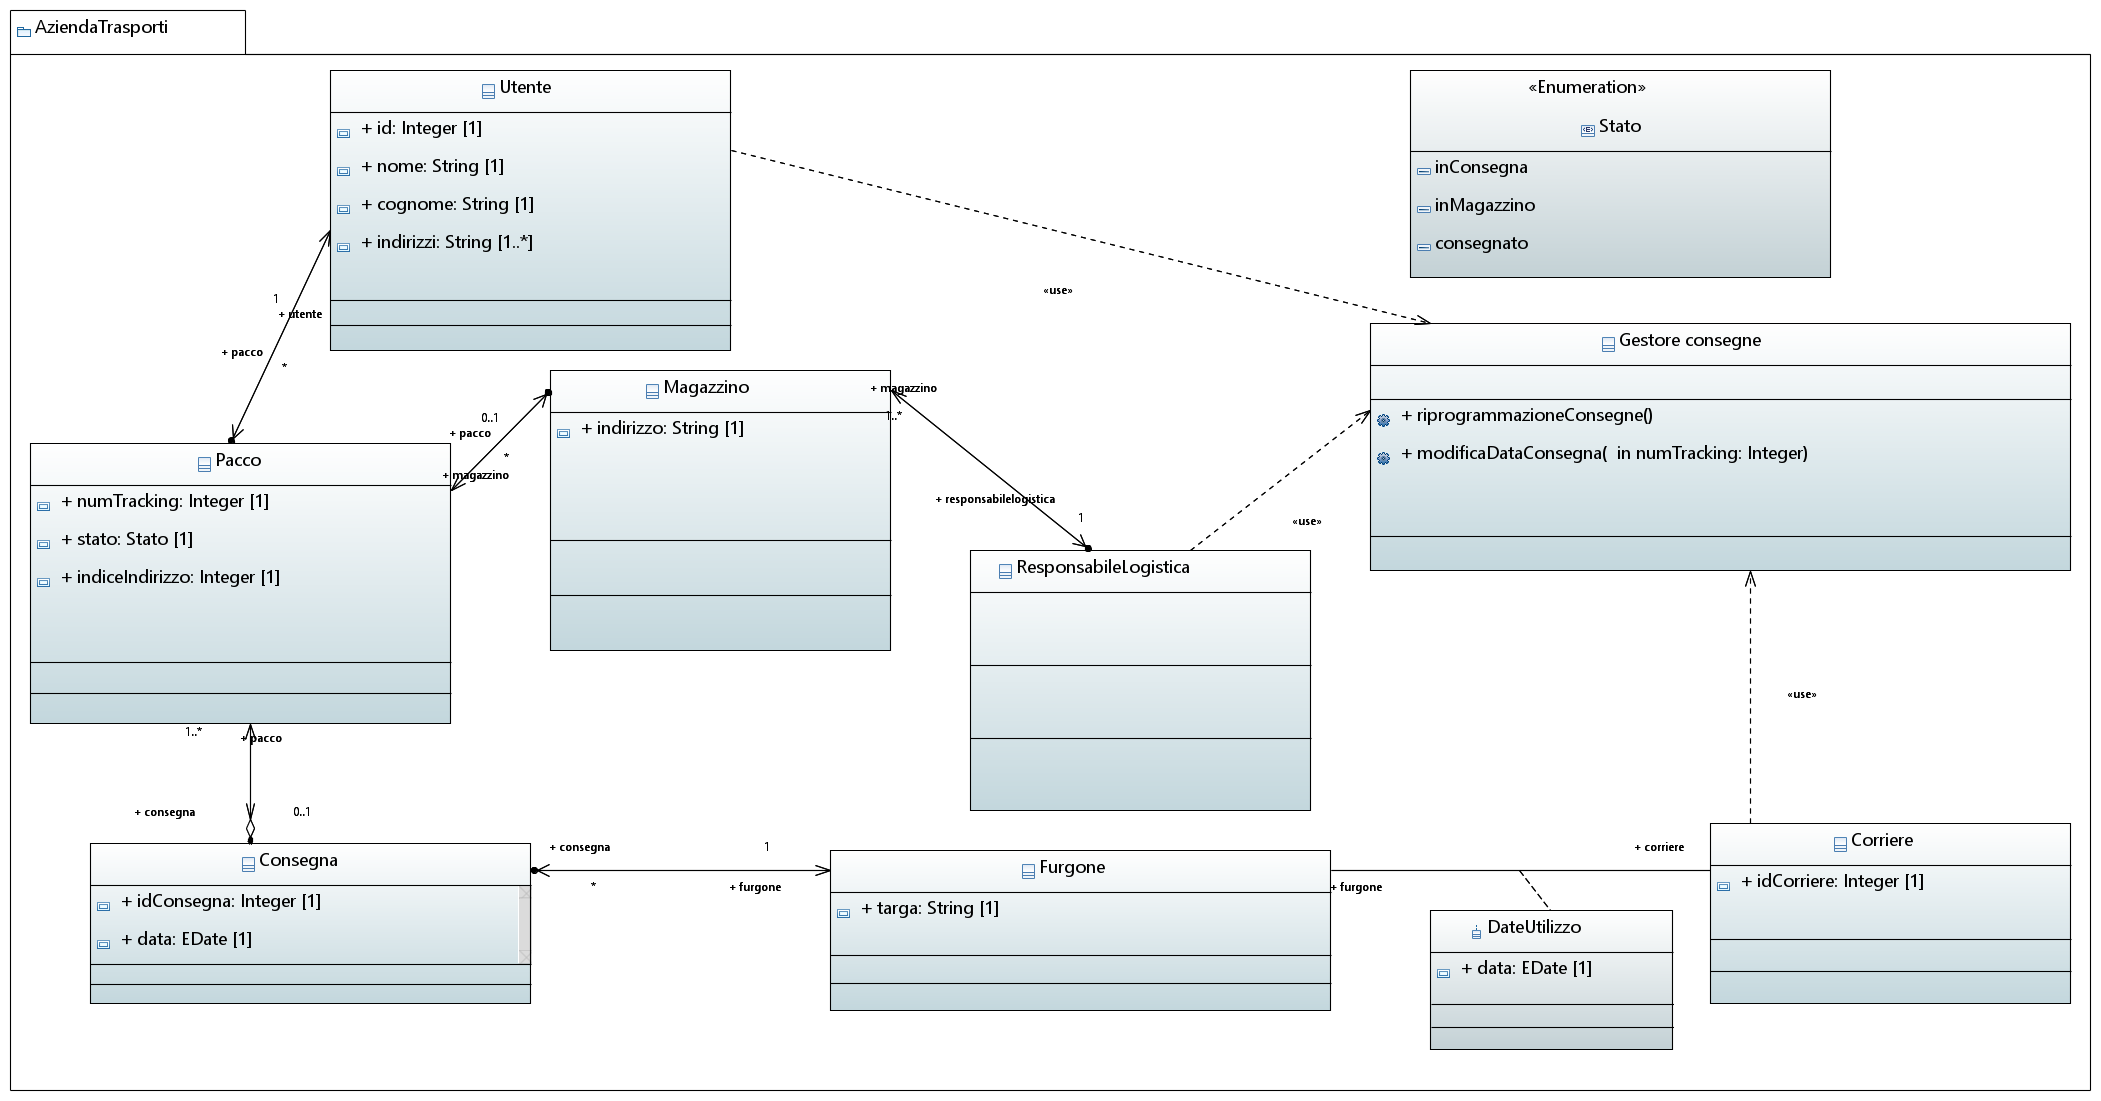 AziendaTrasporti
Utente
+ id: Integer [1]
+ nome: String [1]
+ cognome: String [1]
+ indirizzi: String [1..*]
«Enumeration»
Stato
inConsegna
inMagazzino
consegnato
«use»
1
+ utente
+ pacco
*
Gestore consegne
+ riprogrammazioneConsegne()
+ modificaDataConsegna(  in numTracking: Integer)
Magazzino
+ indirizzo: String [1]
+ magazzino
1..*
0..1
+ pacco
*
+ magazzino
Pacco
+ numTracking: Integer [1]
+ stato: Stato [1]
+ indiceIndirizzo: Integer [1]
+ responsabilelogistica
1
«use»
ResponsabileLogistica
«use»
1..*
+ pacco
+ consegna
0..1
Consegna
+ idConsegna: Integer [1]
+ data: EDate [1]
+ consegna
1
*
+ furgone
Furgone
+ targa: String [1]
+ furgone
+ corriere
DateUtilizzo
+ data: EDate [1]
Corriere
+ idCorriere: Integer [1]